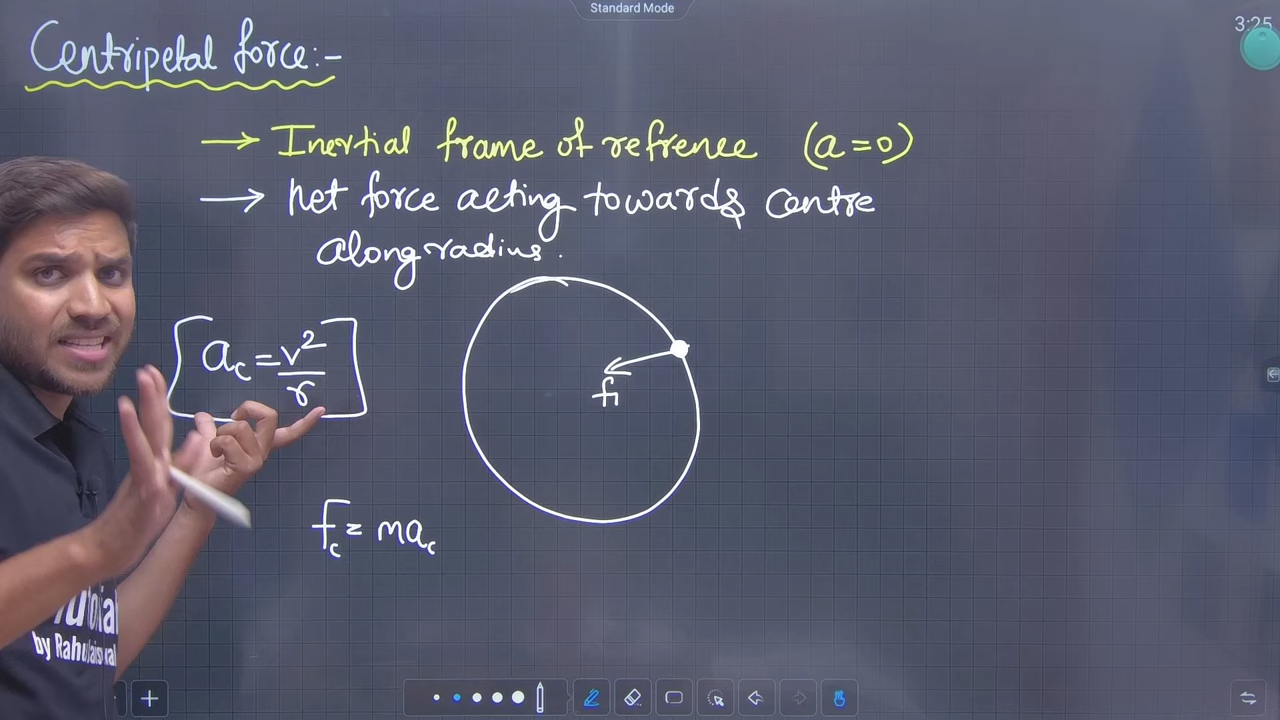 Standard Mode
3:25
Centripetal force:-
→ Inertial frame of refrence (a=0)
→ Net force acting towards centre
along radius.
a_c = v²/r
f_c = ma_c
by Rahul Jaiswal